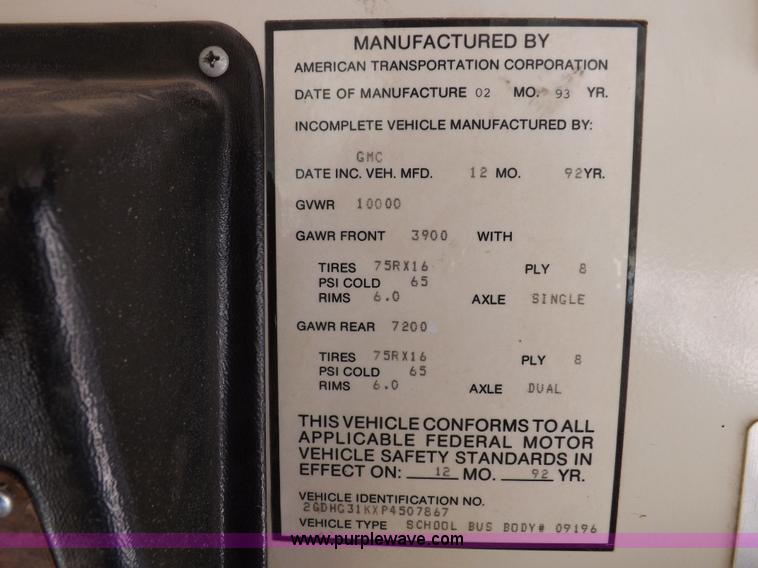 MANUFACTURED BY
AMERICAN TRANSPORTATION CORPORATION
DATE OF MANUFACTURE 02 MO. 93 YR.
INCOMPLETE VEHICLE MANUFACTURED BY:
GMC
DATE INC. VEH. MFD. 12 MO. 92 YR.
GVWR 10000
GAWR FRONT 3900 WITH
TIRES 75RX16 PLY 8
PSI COLD 65
RIMS 6.0 AXLE SINGLE
GAWR REAR 7200
TIRES 75RX16 PLY 8
PSI COLD 65
RIMS 6.0 AXLE DUAL
THIS VEHICLE CONFORMS TO ALL
APPLICABLE FEDERAL MOTOR
VEHICLE SAFETY STANDARDS IN
EFFECT ON: 12 MO. 92 YR.
VEHICLE IDENTIFICATION NO.
2GDHG31KXP4507867
VEHICLE TYPE SCHOOL BUS BODY# 09196
www.purplewave.com